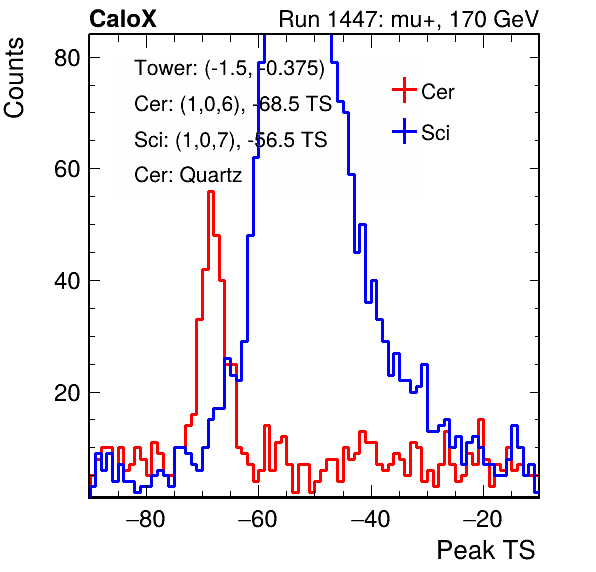 CaloX Run 1447: mu+, 170 GeV
Counts
80
60
40
20
Tower: (-1.5, -0.375)
Cer: (1,0,6), -68.5 TS
Sci: (1,0,7), -56.5 TS
Cer: Quartz
Cer
Sci
−80 −60 −40 −20
Peak TS